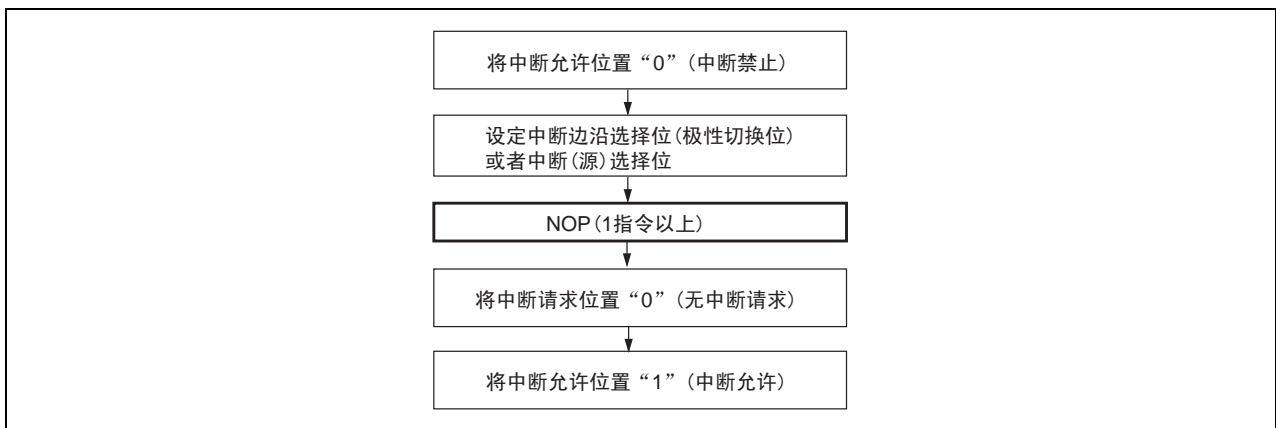 将中断允许位置“0”(中断禁止)
设定中断边沿选择位(极性切换位)
或者中断(源)选择位
NOP(1指令以上)
将中断请求位置“0”(无中断请求)
将中断允许位置“1”(中断允许)